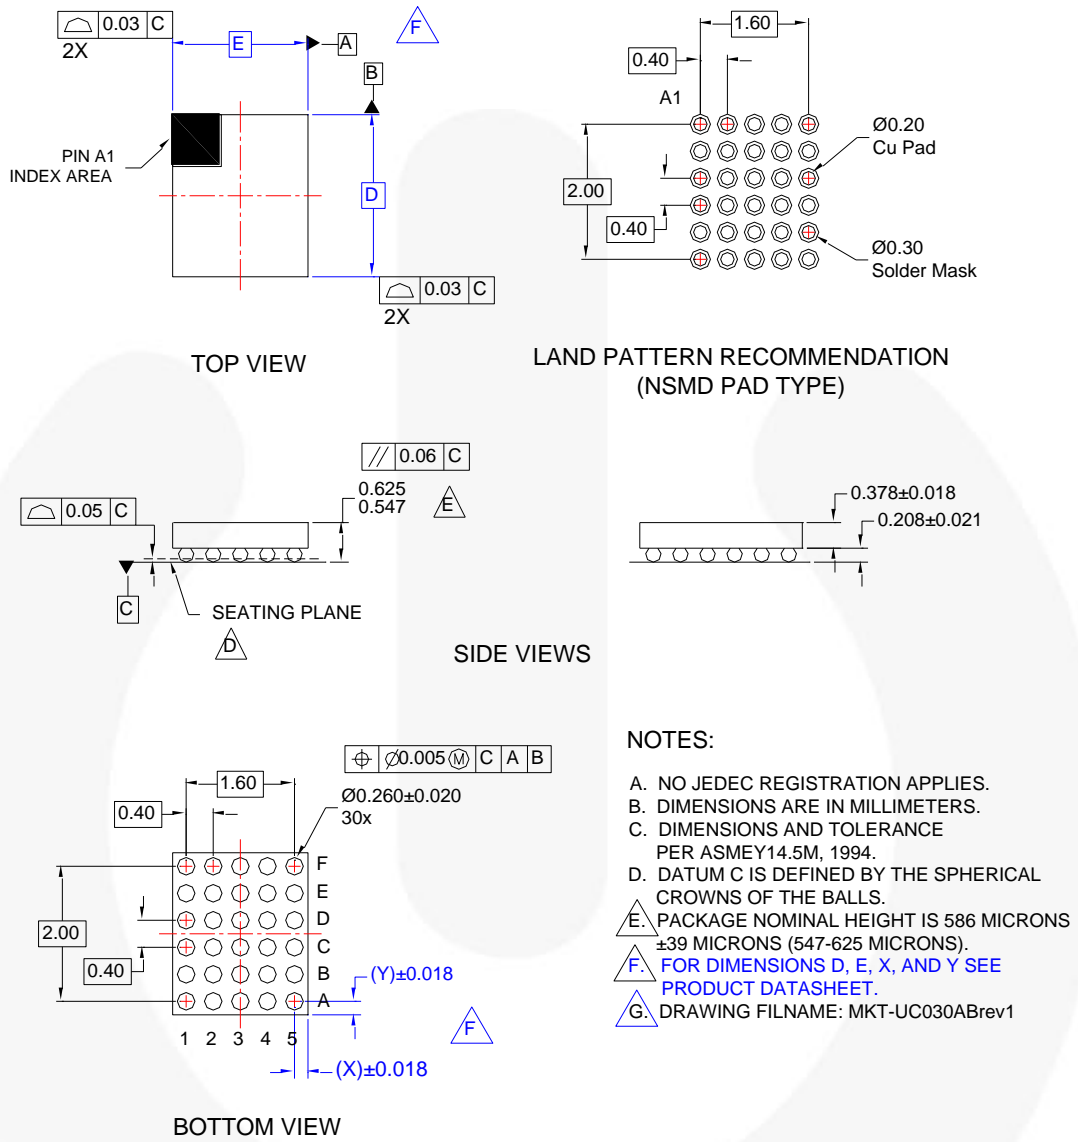 0.03 C
2X
E
A
F
B
PIN A1
INDEX AREA
D
0.03 C
2X
TOP VIEW
1.60
0.40
A1
Ø0.20
Cu Pad
2.00
0.40
Ø0.30
Solder Mask
LAND PATTERN RECOMMENDATION
(NSMD PAD TYPE)
// 0.06 C
0.625
0.547
E
0.05 C
C
SEATING PLANE
D
0.378±0.018
0.208±0.021
SIDE VIEWS
⌖ Ø0.005 Ⓜ C A B
1.60
0.40
Ø0.260±0.020
30x
F
E
D
C
B
A
2.00
0.40
(Y)±0.018
F
1 2 3 4 5
(X)±0.018
BOTTOM VIEW
NOTES:
A. NO JEDEC REGISTRATION APPLIES.
B. DIMENSIONS ARE IN MILLIMETERS.
C. DIMENSIONS AND TOLERANCE
PER ASMEY14.5M, 1994.
D. DATUM C IS DEFINED BY THE SPHERICAL
CROWNS OF THE BALLS.
E. PACKAGE NOMINAL HEIGHT IS 586 MICRONS
±39 MICRONS (547-625 MICRONS).
F. FOR DIMENSIONS D, E, X, AND Y SEE
PRODUCT DATASHEET.
G. DRAWING FILNAME: MKT-UC030ABrev1